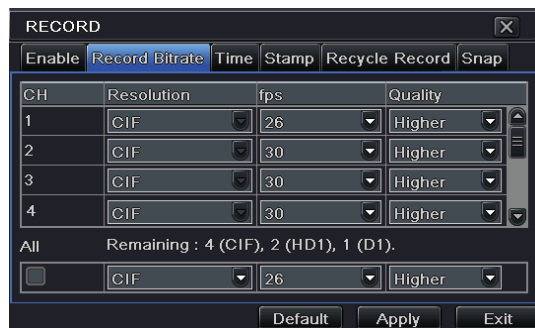 RECORD
Enable Record Bitrate Time Stamp Recycle Record Snap
CH Resolution fps Quality
1 CIF 26 Higher
2 CIF 30 Higher
3 CIF 30 Higher
4 CIF 30 Higher
All Remaining : 4 (CIF), 2 (HD1), 1 (D1).
CIF 26 Higher
Default Apply Exit